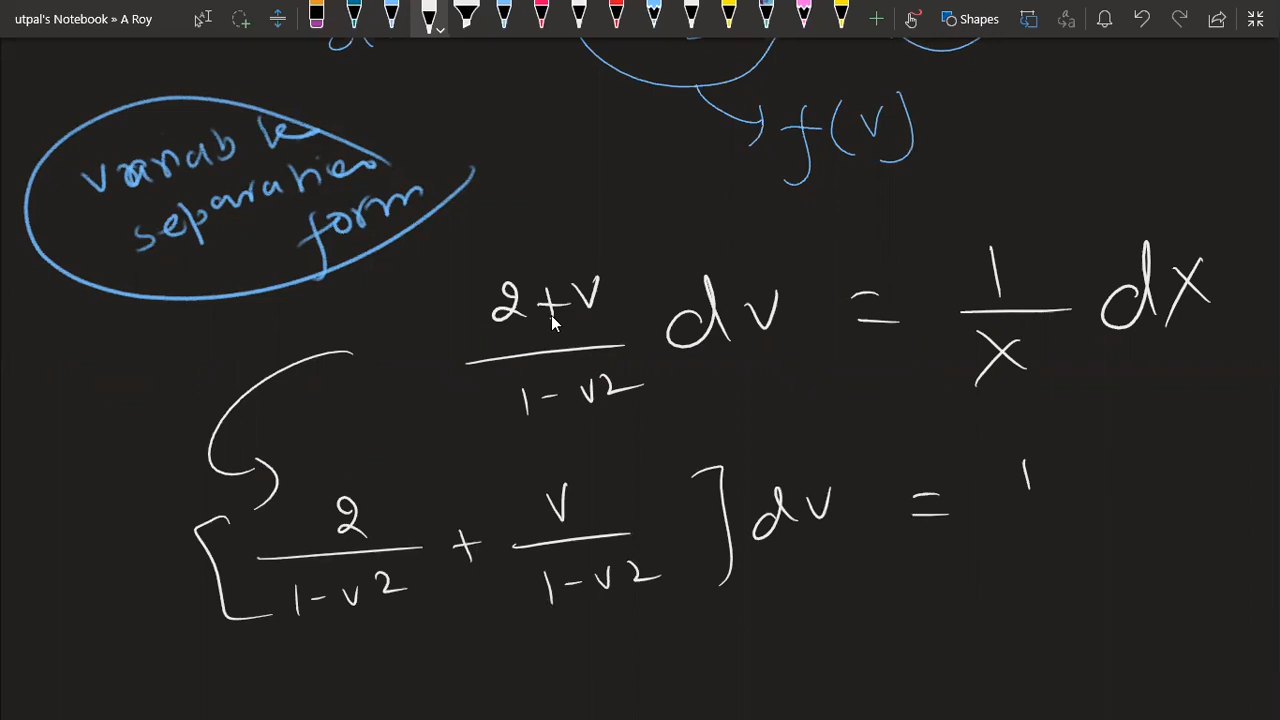 utpal's Notebook » A Roy
Shapes
f(v)
variable
separation
form
2+v / 1-v2 dv = 1/x dx
[ 2 / 1-v2 + v / 1-v2 ] dv = 1